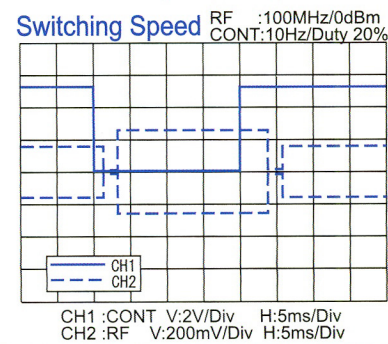 Switching Speed RF :100MHz/0dBm
CONT:10Hz/Duty 20%
CH1
CH2
CH1 :CONT V:2V/Div H:5ms/Div
CH2 :RF V:200mV/Div H:5ms/Div